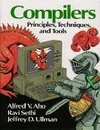 Compilers
Principles, Techniques,
and Tools
Alfred V. Aho
Ravi Sethi
Jeffrey D. Ullman